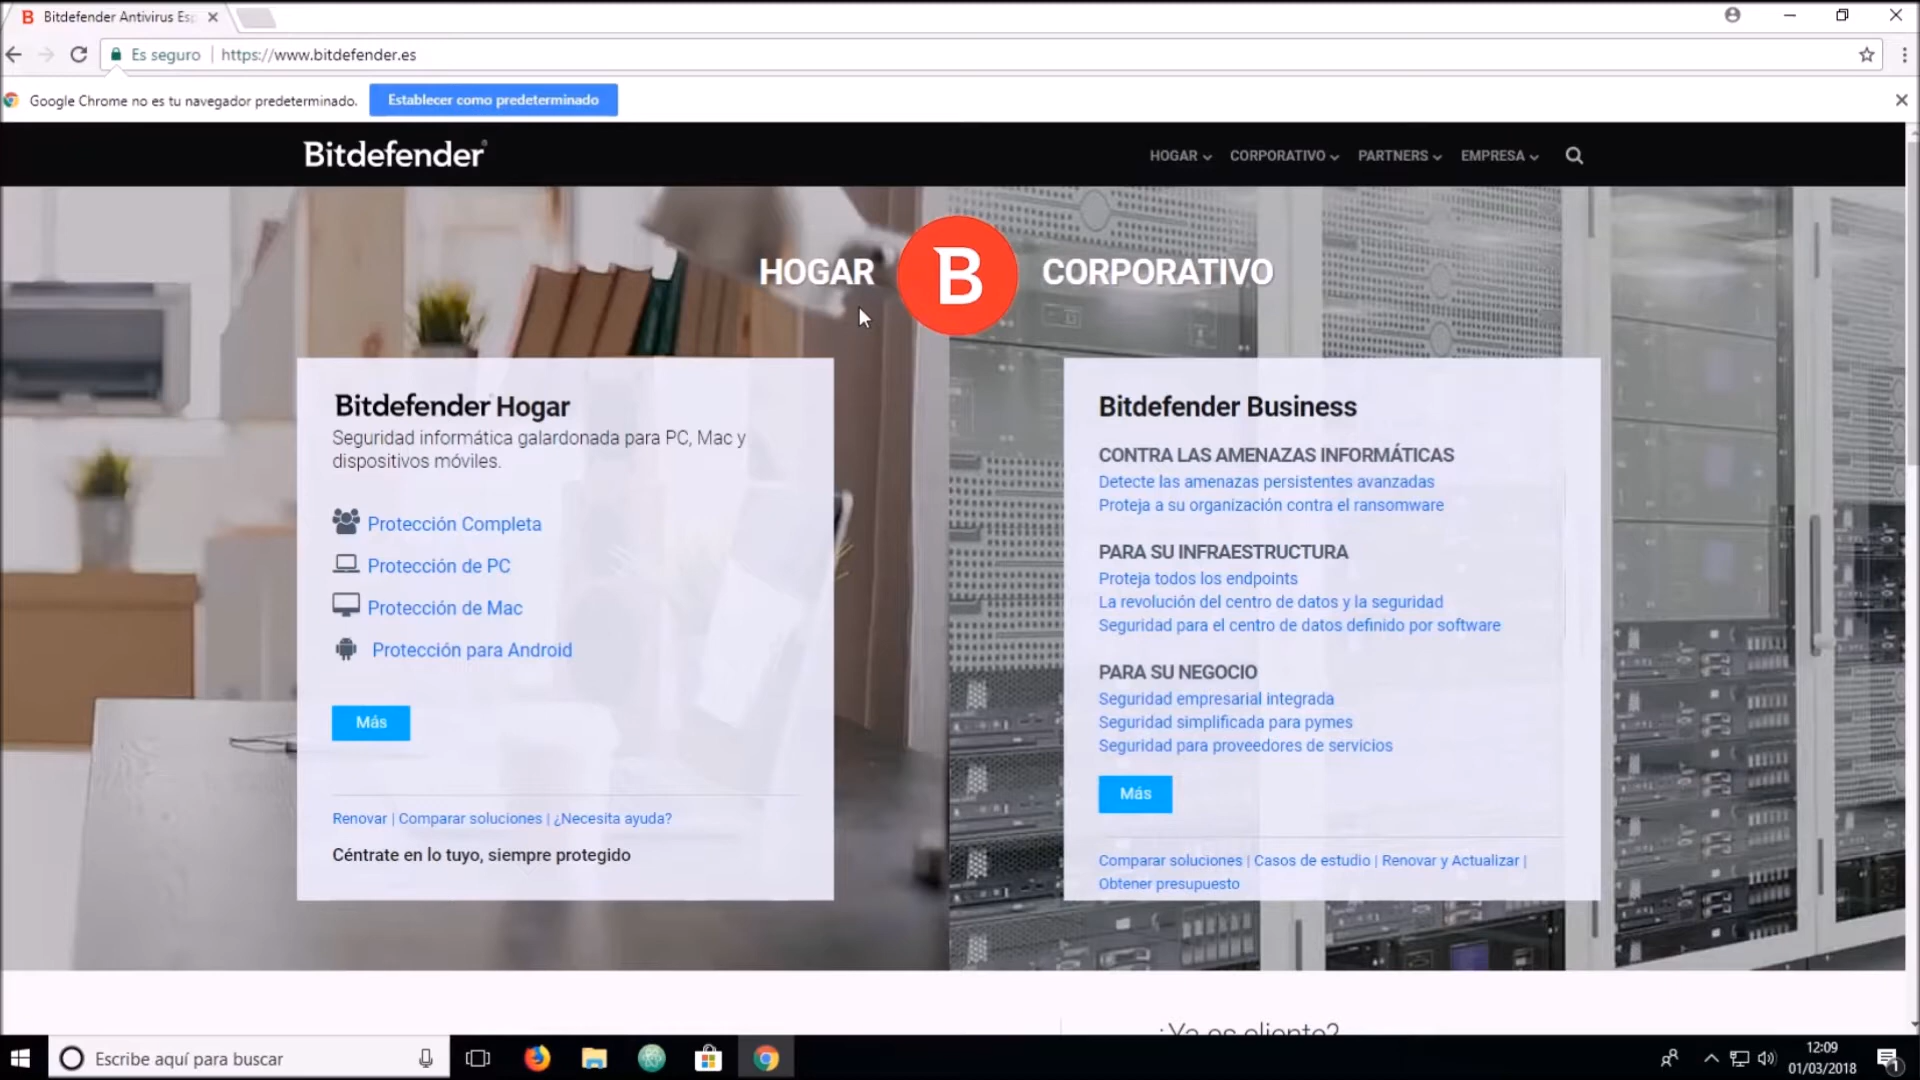 Bitdefender Antivirus Esp
Es seguro | https://www.bitdefender.es
Google Chrome no es tu navegador predeterminado. Establecer como predeterminado
Bitdefender
HOGAR CORPORATIVO PARTNERS EMPRESA
HOGAR B CORPORATIVO
Bitdefender Hogar
Seguridad informática galardonada para PC, Mac y
dispositivos móviles.
Protección Completa
Protección de PC
Protección de Mac
Protección para Android
Más
Renovar | Comparar soluciones | ¿Necesita ayuda?
Céntrate en lo tuyo, siempre protegido
Bitdefender Business
CONTRA LAS AMENAZAS INFORMÁTICAS
Detecte las amenazas persistentes avanzadas
Proteja a su organización contra el ransomware
PARA SU INFRAESTRUCTURA
Proteja todos los endpoints
La revolución del centro de datos y la seguridad
Seguridad para el centro de datos definido por software
PARA SU NEGOCIO
Seguridad empresarial integrada
Seguridad simplificada para pymes
Seguridad para proveedores de servicios
Más
Comparar soluciones | Casos de estudio | Renovar y Actualizar |
Obtener presupuesto
¿Ya es cliente?
Escribe aquí para buscar
12:09
01/03/2018
1